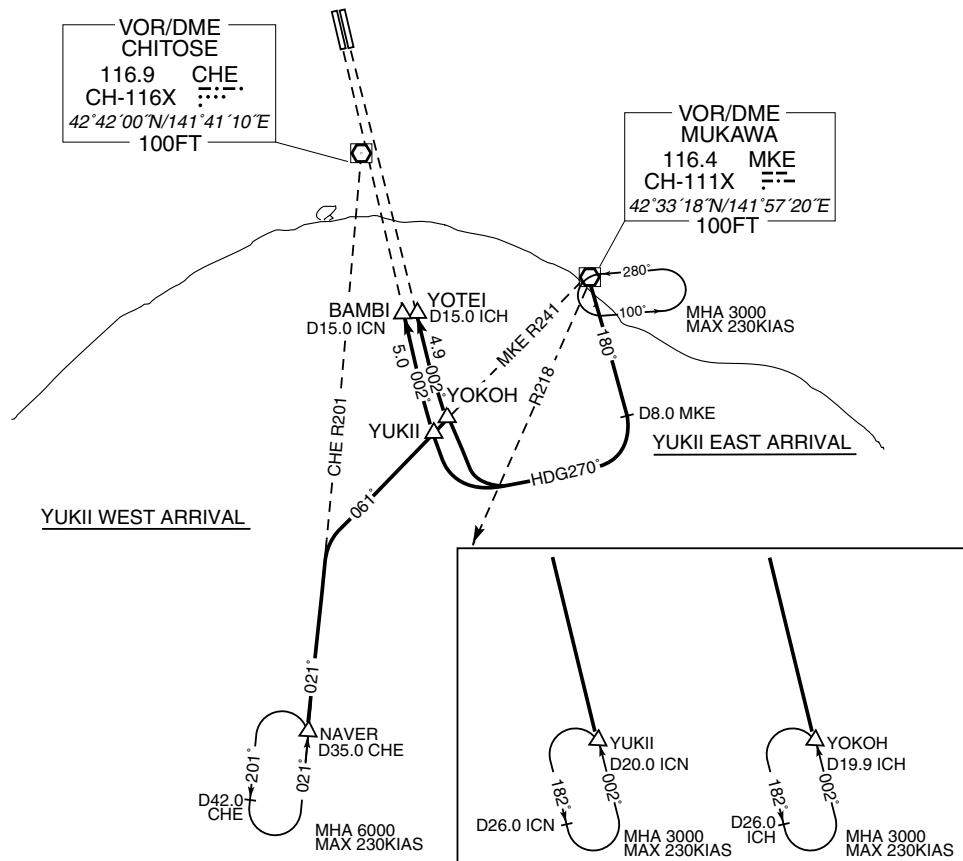 VOR/DME
CHITOSE
116.9 CHE
CH-116X
42°42′00″N/141°41′10″E
100FT
VOR/DME
MUKAWA
116.4 MKE
CH-111X
42°33′18″N/141°57′20″E
100FT
280°
100°
MHA 3000
MAX 230KIAS
BAMBI
D15.0 ICN
YOTEI
D15.0 ICH
MKE R241
R218
180°
5.0 002°
4.9 002°
YOKOH
YUKII
D8.0 MKE
YUKII EAST ARRIVAL
HDG270°
CHE R201
061°
YUKII WEST ARRIVAL
021°
NAVER
D35.0 CHE
201°
021°
D42.0
CHE
MHA 6000
MAX 230KIAS
YUKII
D20.0 ICN
182°
002°
D26.0 ICN
MHA 3000
MAX 230KIAS
YOKOH
D19.9 ICH
182°
002°
D26.0
ICH
MHA 3000
MAX 230KIAS